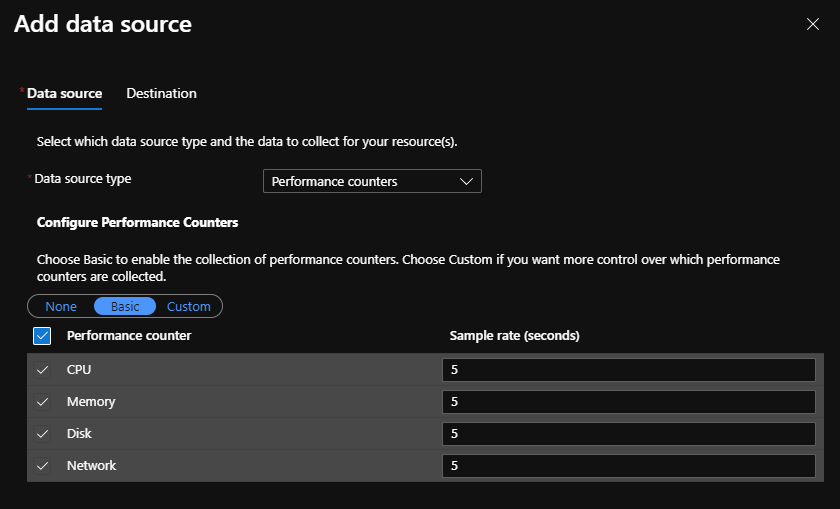 Add data source
* Data source
Destination
Select which data source type and the data to collect for your resource(s).
* Data source type
Performance counters
Configure Performance Counters
Choose Basic to enable the collection of performance counters. Choose Custom if you want more control over which performance
counters are collected.
None Basic Custom
Performance counter Sample rate (seconds)
CPU 5
Memory 5
Disk 5
Network 5